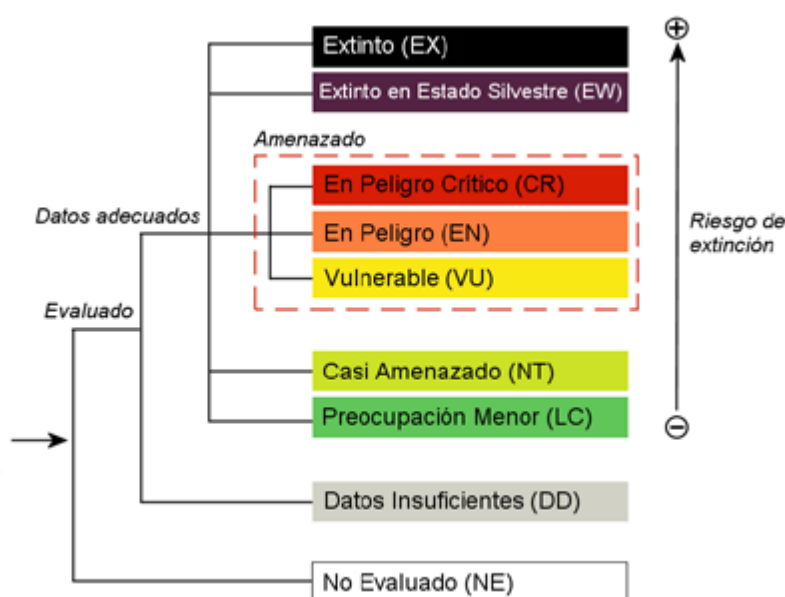 Extinto (EX)
Extinto en Estado Silvestre (EW)
Amenazado
En Peligro Crítico (CR)
Datos adecuados
En Peligro (EN)
Riesgo de
extinción
Vulnerable (VU)
Evaluado
Casi Amenazado (NT)
Preocupación Menor (LC)
Datos Insuficientes (DD)
No Evaluado (NE)